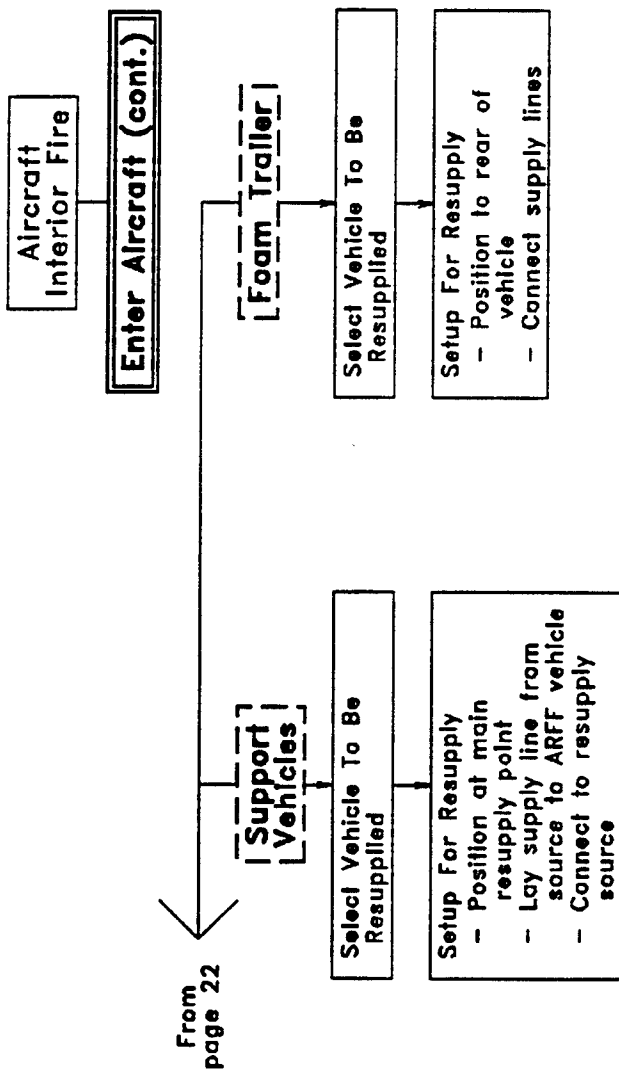 Aircraft
Interior Fire
Enter Aircraft (cont.)
From
page 22
Support
Vehicles
Select Vehicle To Be
Resupplied
Setup For Resupply
- Position at main
resupply point
- Lay supply line from
source to ARFF vehicle
- Connect to resupply
source
Foam Trailer
Select Vehicle To Be
Resupplied
Setup For Resupply
- Position to rear of
vehicle
- Connect supply lines